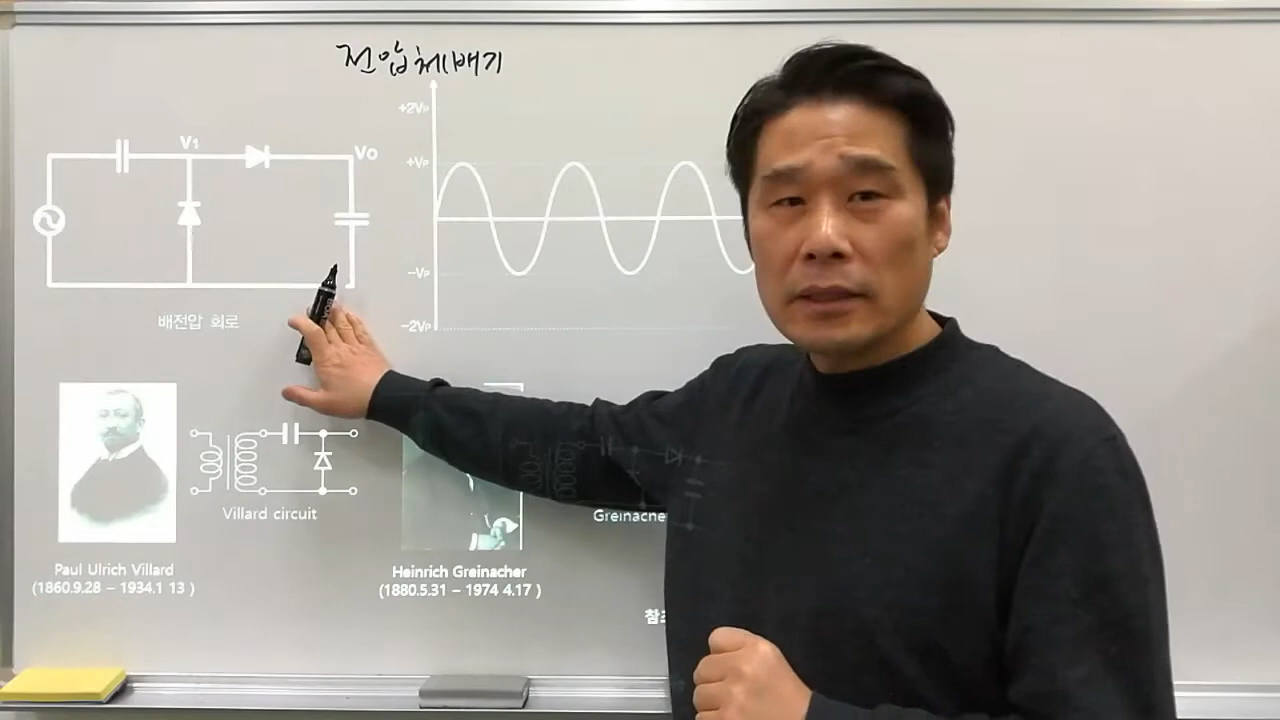 전압체배기
+2Vp
V1
Vo
+Vp
-Vp
배전압 회로
-2Vp
Villard circuit
Greinache
Paul Ulrich Villard
(1860.9.28 - 1934.1 13 )
Heinrich Greinacher
(1880.5.31 - 1974 4.17 )